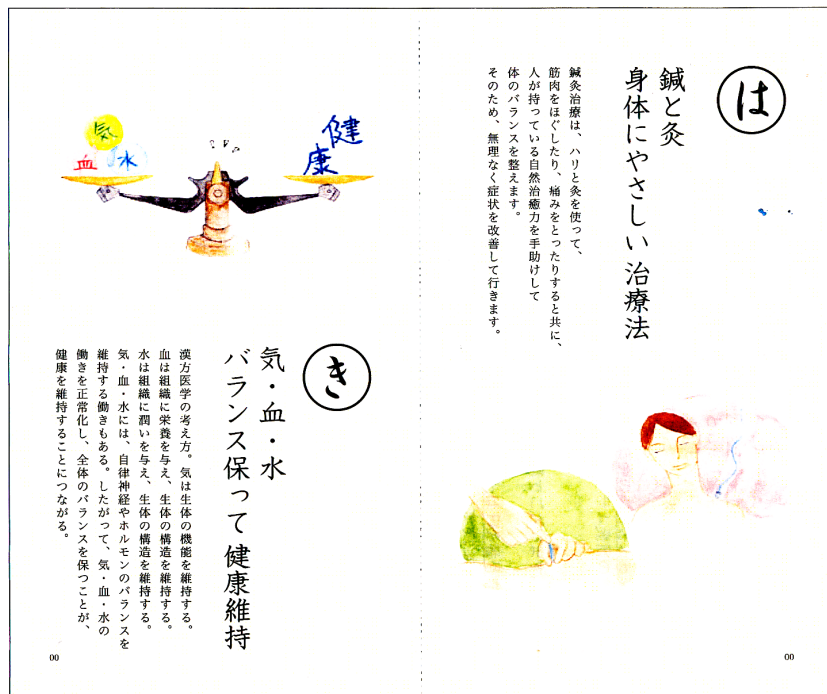 は
鍼と灸
身体にやさしい治療法
鍼灸治療は、ハリと灸を使って、
筋肉をほぐしたり、痛みをとったりすると共に、
人が持っている自然治癒力を手助けして
体のバランスを整えます。
そのため、無理なく症状を改善して行きます。
00
気
血
水
健
康
き
気・血・水
バランス保って健康維持
漢方医学の考え方。気は生体の機能を維持する。
血は組織に栄養を与え、生体の構造を維持する。
水は組織に潤いを与え、生体の構造を維持する。
気・血・水には、自律神経やホルモンのバランスを
維持する働きもある。したがって、気・血・水の
働きを正常化し、全体のバランスを保つことが、
健康を維持することにつながる。
00